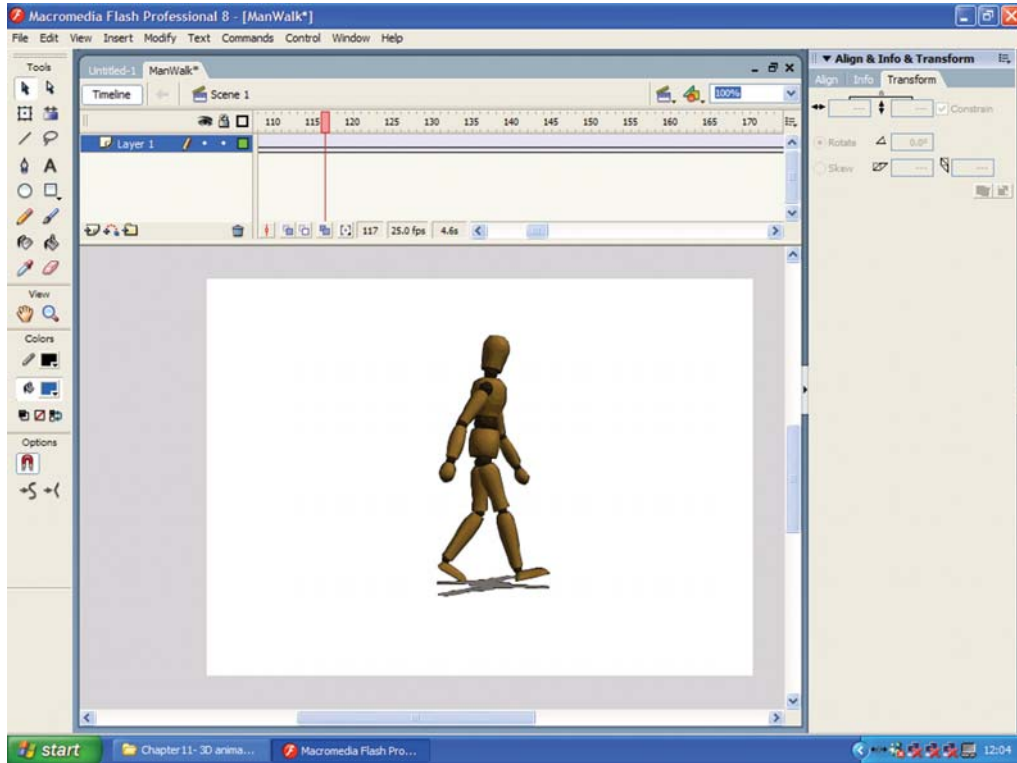 Macromedia Flash Professional 8 - [ManWalk*]
File Edit View Insert Modify Text Commands Control Window Help
Tools
View
Colors
Options
Untitled-1 ManWalk*
Timeline Scene 1 100%
110 115 120 125 130 135 140 145 150 155 160 165 170
Layer 1
117 25.0 fps 4.6s
Align & Info & Transform
Align Info Transform
Constrain
Rotate 0.0°
Skew
start Chapter11- 3D anima... Macromedia Flash Pro... 12:04